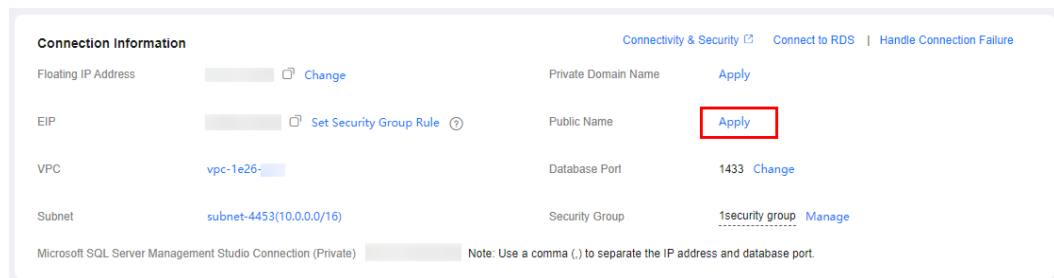 Connection Information
Connectivity & Security Connect to RDS | Handle Connection Failure
Floating IP Address Change Private Domain Name Apply
EIP Set Security Group Rule ? Public Name Apply
VPC vpc-1e26- Database Port 1433 Change
Subnet subnet-4453(10.0.0.0/16) Security Group 1security group Manage
Microsoft SQL Server Management Studio Connection (Private) Note: Use a comma (,) to separate the IP address and database port.